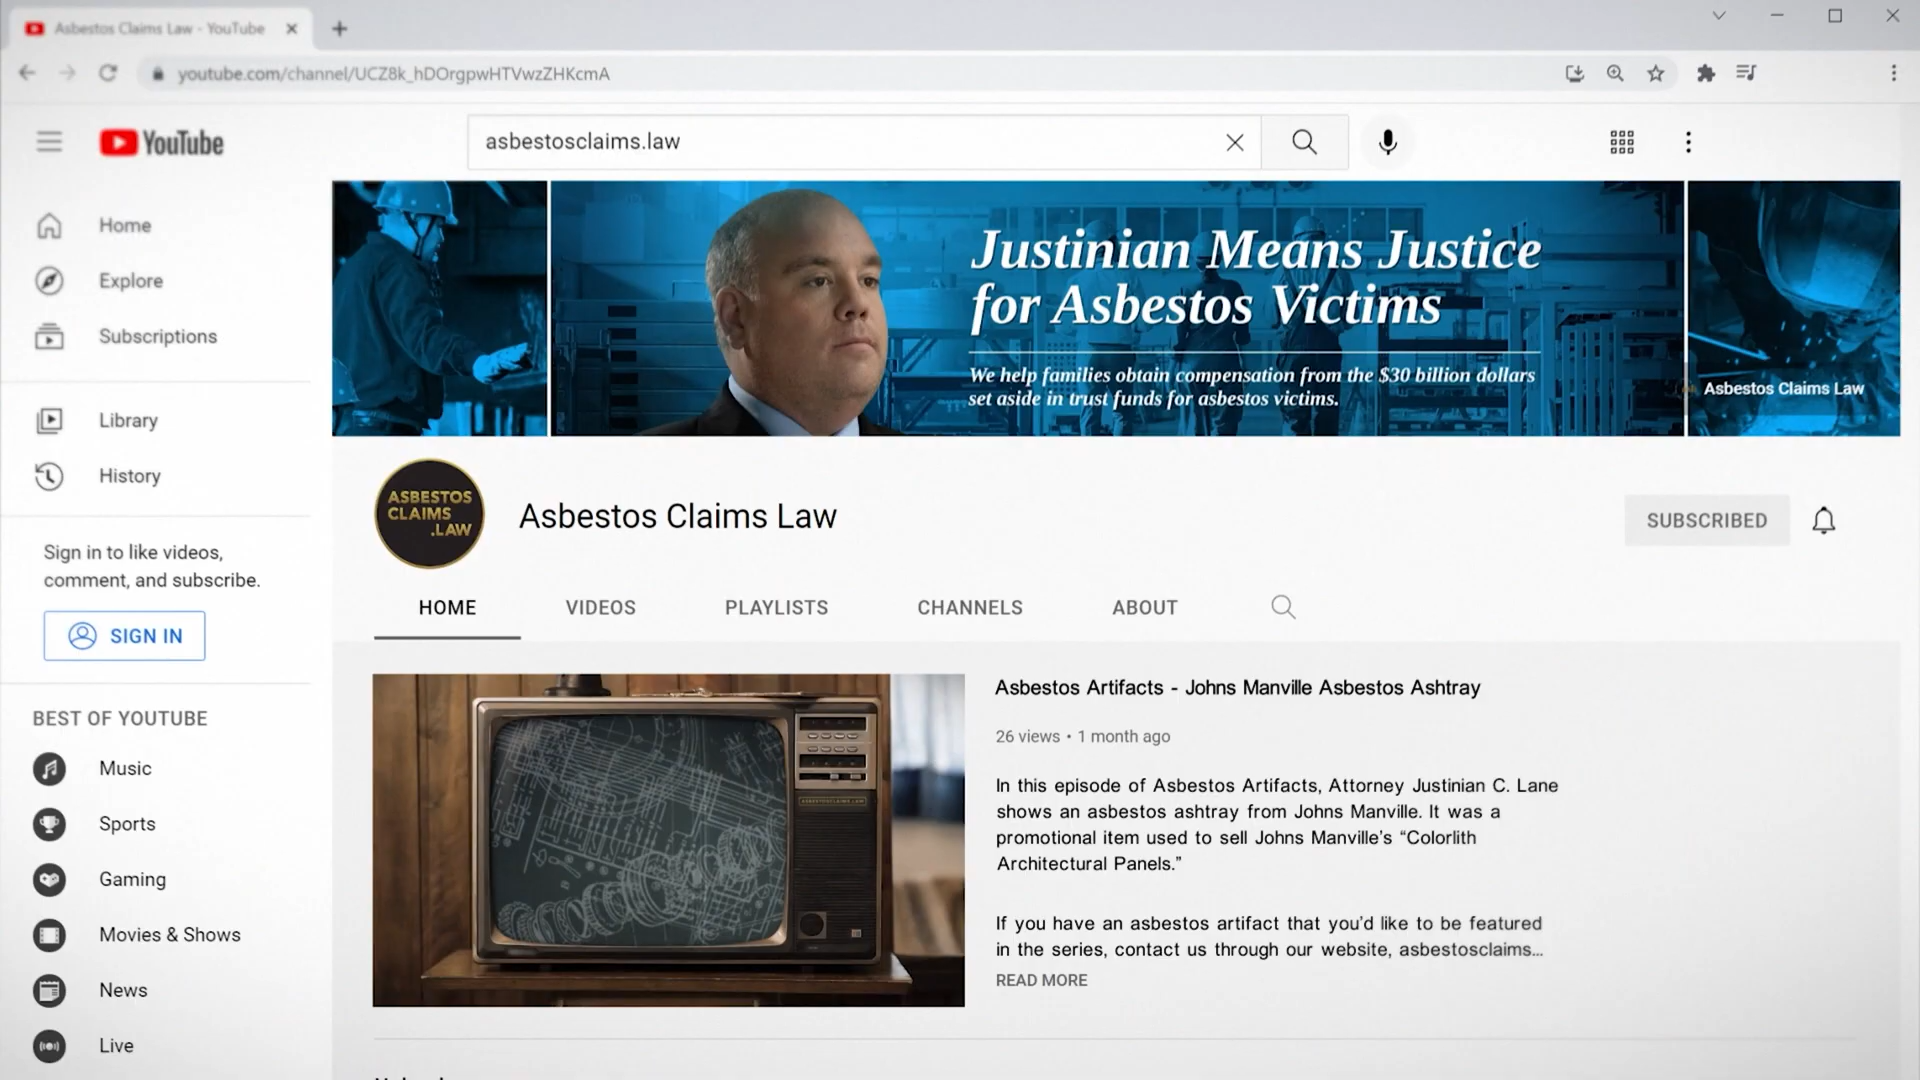 Asbestos Claims Law - YouTube
youtube.com/channel/UCZ8k_hDOrgpwHTVwzZHKcmA
YouTube
asbestosclaims.law
Home
Explore
Subscriptions
Library
History
Sign in to like videos,
comment, and subscribe.
SIGN IN
BEST OF YOUTUBE
Music
Sports
Gaming
Movies & Shows
News
Live
Justinian Means Justice
for Asbestos Victims
We help families obtain compensation from the $30 billion dollars
set aside in trust funds for asbestos victims.
Asbestos Claims Law
ASBESTOS
CLAIMS
.LAW
Asbestos Claims Law
SUBSCRIBED
HOME VIDEOS PLAYLISTS CHANNELS ABOUT
ASBESTOSCLAIMS.LAW
Asbestos Artifacts - Johns Manville Asbestos Ashtray
26 views • 1 month ago
In this episode of Asbestos Artifacts, Attorney Justinian C. Lane
shows an asbestos ashtray from Johns Manville. It was a
promotional item used to sell Johns Manville’s “Colorlith
Architectural Panels.”
If you have an asbestos artifact that you’d like to be featured
in the series, contact us through our website, asbestosclaims...
READ MORE